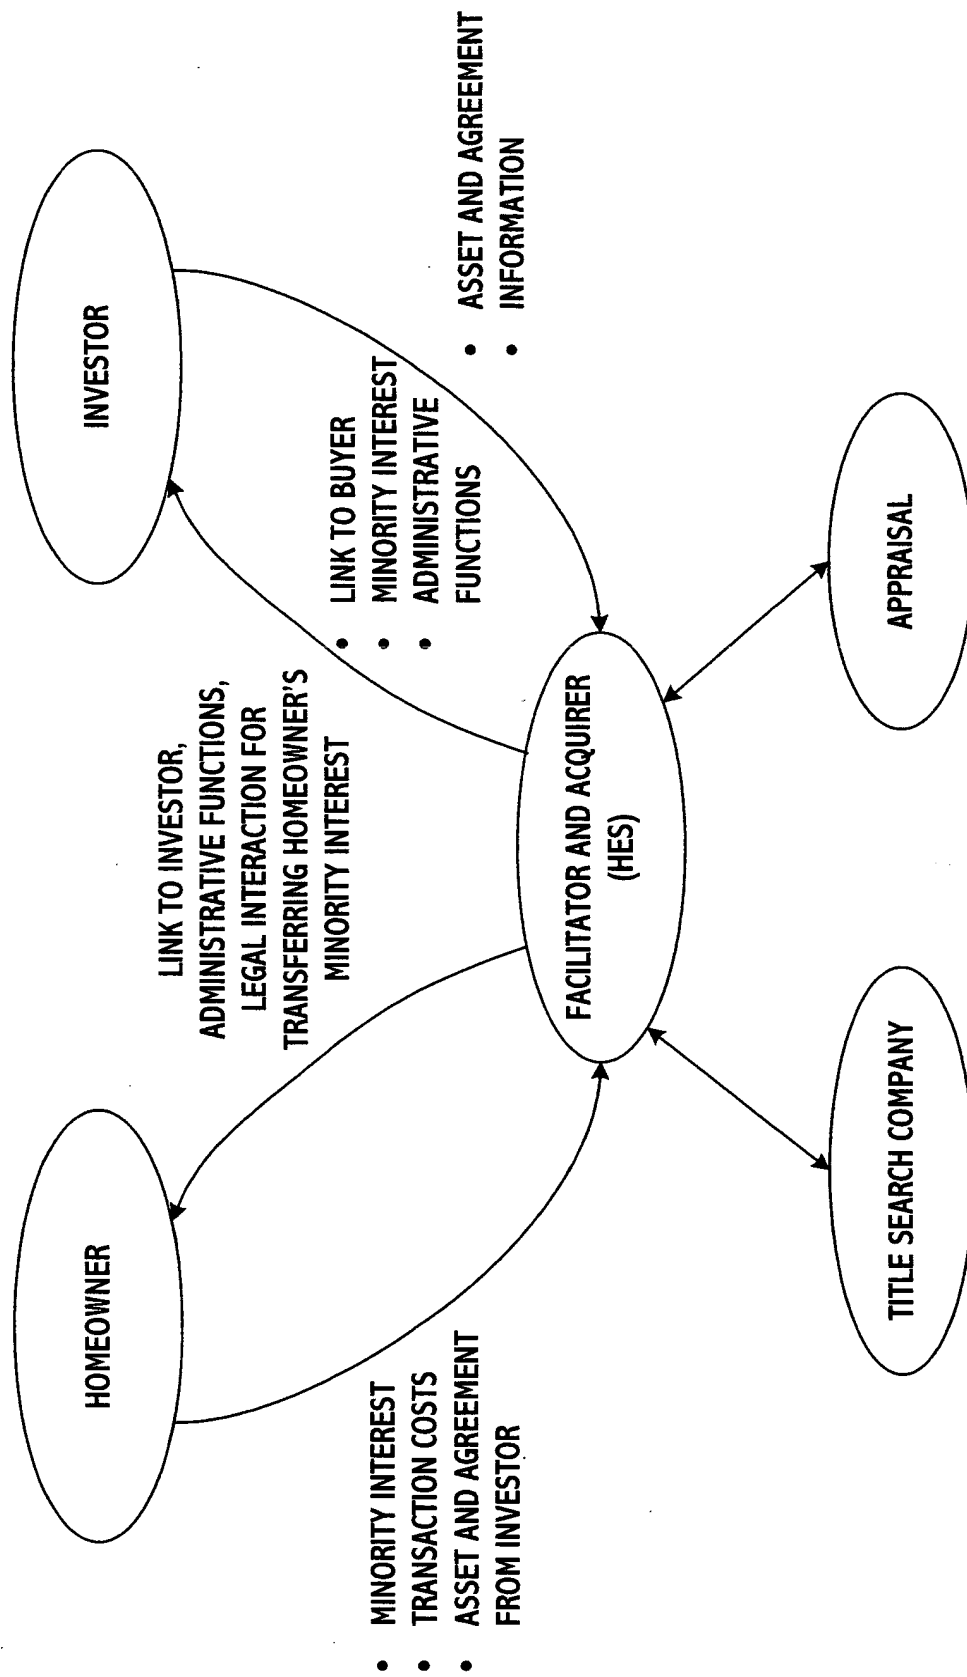 HOMEOWNER
INVESTOR
LINK TO INVESTOR,
ADMINISTRATIVE FUNCTIONS,
LEGAL INTERACTION FOR
TRANSFERRING HOMEOWNER'S
MINORITY INTEREST
• LINK TO BUYER
• MINORITY INTEREST
• ADMINISTRATIVE
FUNCTIONS
• MINORITY INTEREST
• TRANSACTION COSTS
• ASSET AND AGREEMENT
FROM INVESTOR
• ASSET AND AGREEMENT
• INFORMATION
FACILITATOR AND ACQUIRER
(HES)
TITLE SEARCH COMPANY
APPRAISAL